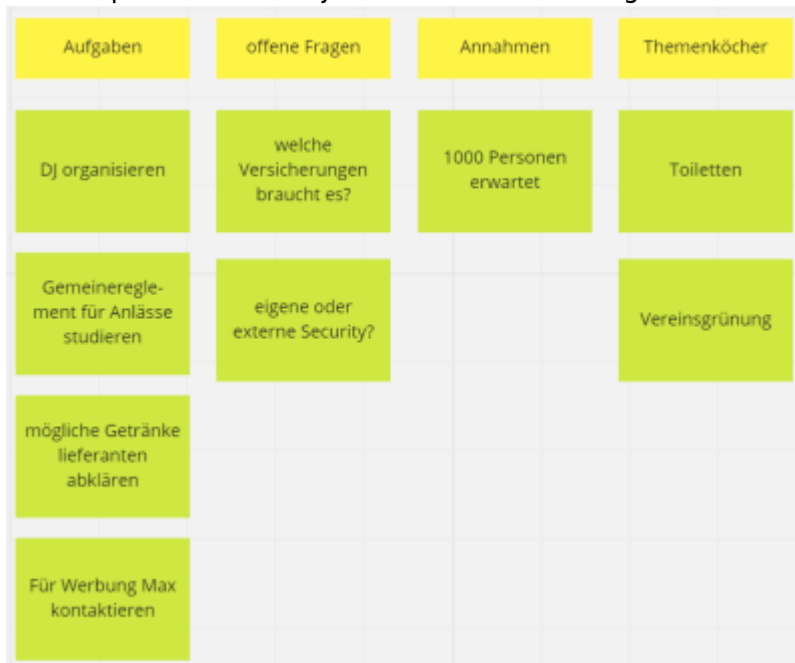 Aufgaben
offene Fragen
Annahmen
Themenköcher
DJ organisieren
welche
Versicherungen
braucht es?
1000 Personen
erwartet
Toiletten
Gemeineregle-
ment für Anlässe
studieren
eigene oder
externe Security?
Vereinsgrünung
mögliche Getränke
lieferanten
abklären
Für Werbung Max
kontaktieren